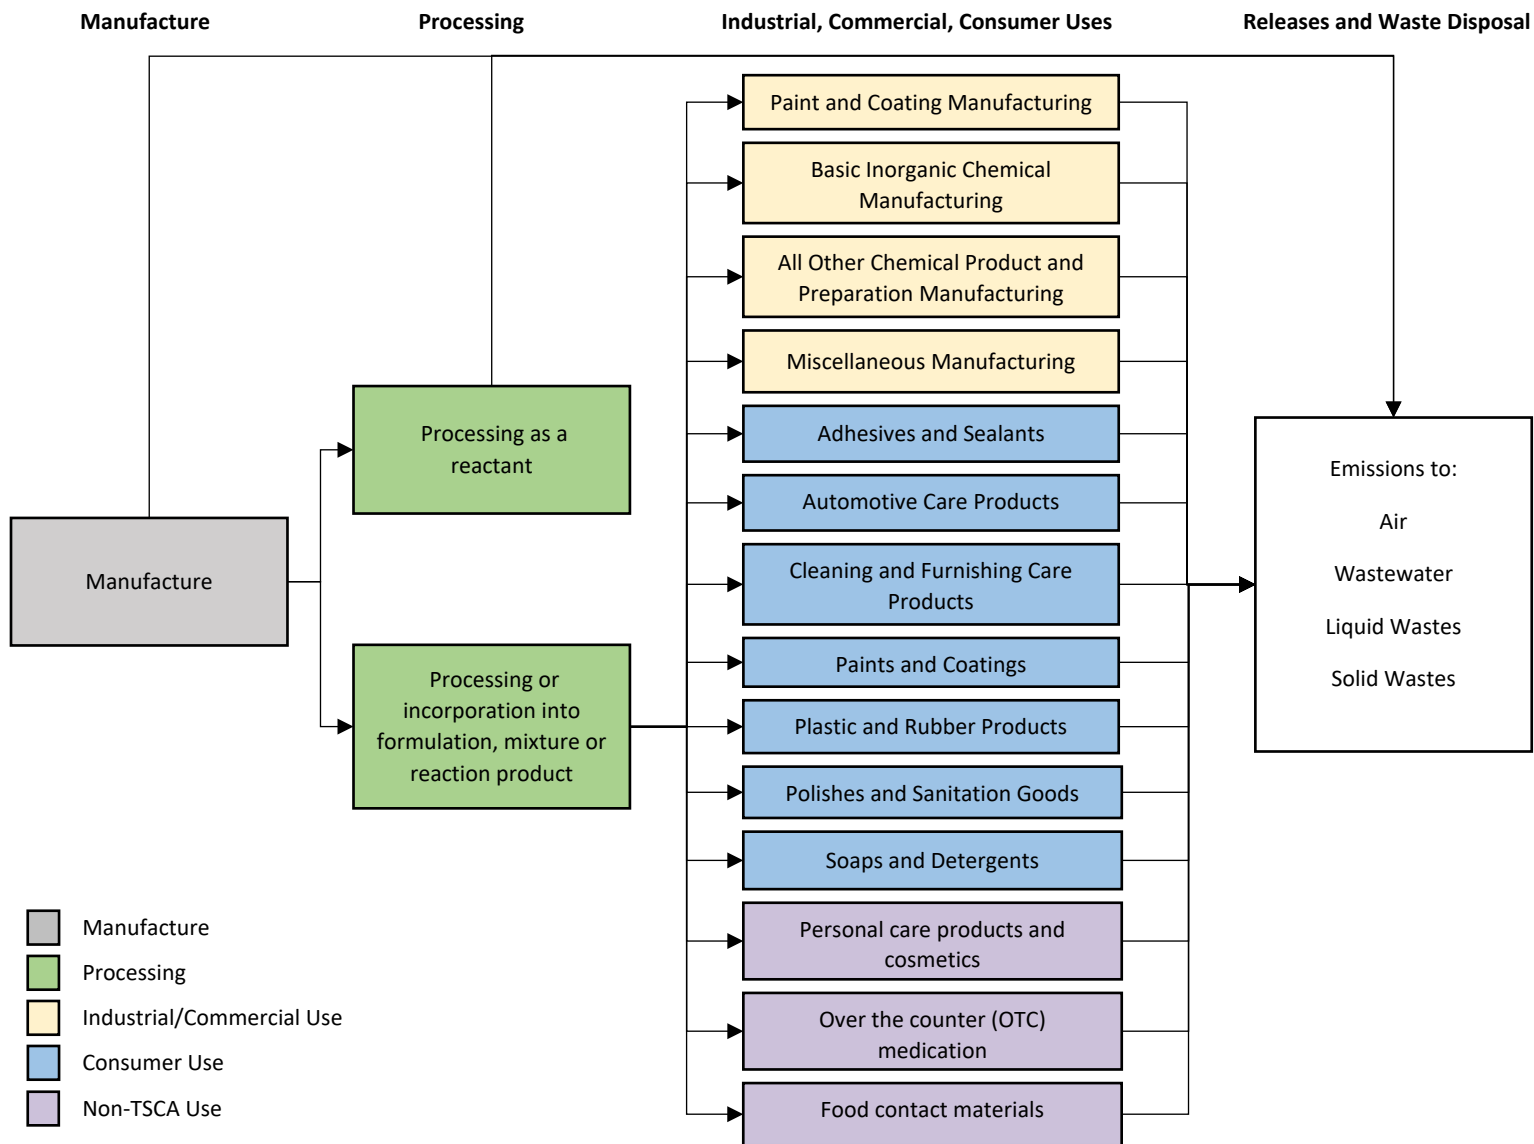 Manufacture
Processing
Industrial, Commercial, Consumer Uses
Releases and Waste Disposal
Manufacture
Processing as a
reactant
Processing or
incorporation into
formulation, mixture or
reaction product
Paint and Coating Manufacturing
Basic Inorganic Chemical
Manufacturing
All Other Chemical Product and
Preparation Manufacturing
Miscellaneous Manufacturing
Adhesives and Sealants
Automotive Care Products
Cleaning and Furnishing Care
Products
Paints and Coatings
Plastic and Rubber Products
Polishes and Sanitation Goods
Soaps and Detergents
Personal care products and
cosmetics
Over the counter (OTC)
medication
Food contact materials
Emissions to:
Air
Wastewater
Liquid Wastes
Solid Wastes
Manufacture
Processing
Industrial/Commercial Use
Consumer Use
Non-TSCA Use